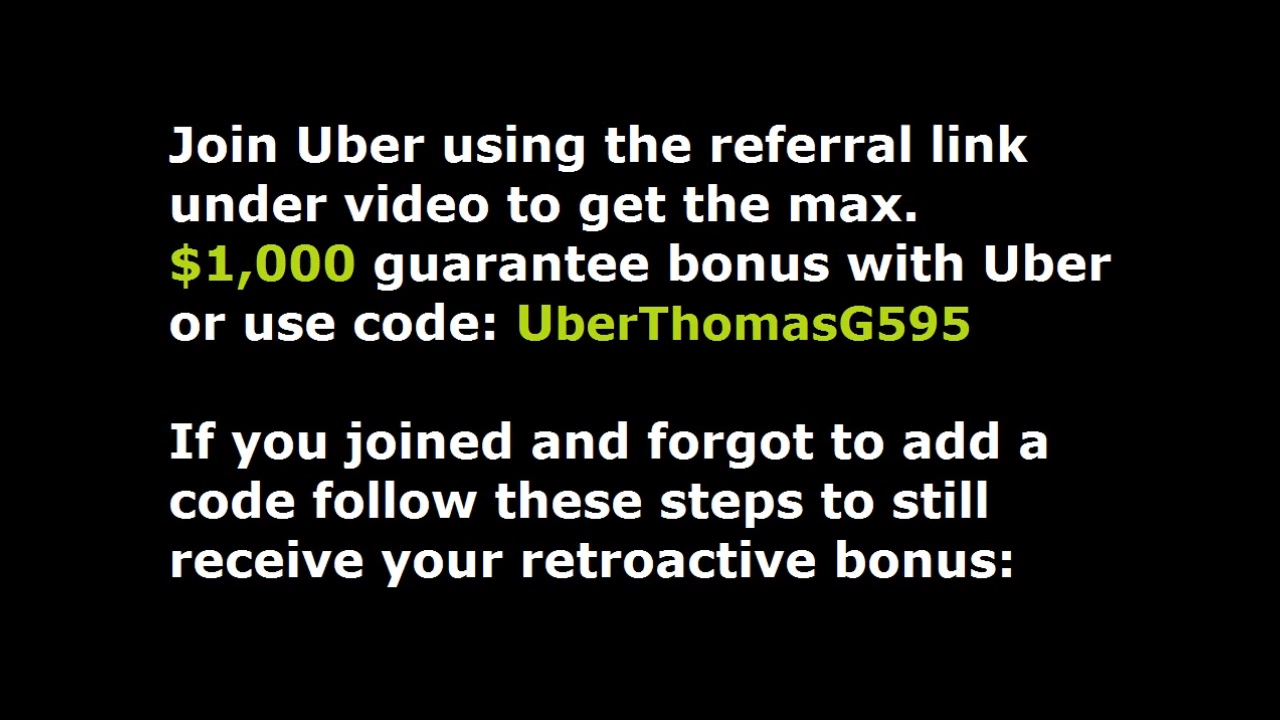 Join Uber using the referral link
under video to get the max.
$1,000 guarantee bonus with Uber
or use code: UberThomasG595
If you joined and forgot to add a
code follow these steps to still
receive your retroactive bonus: